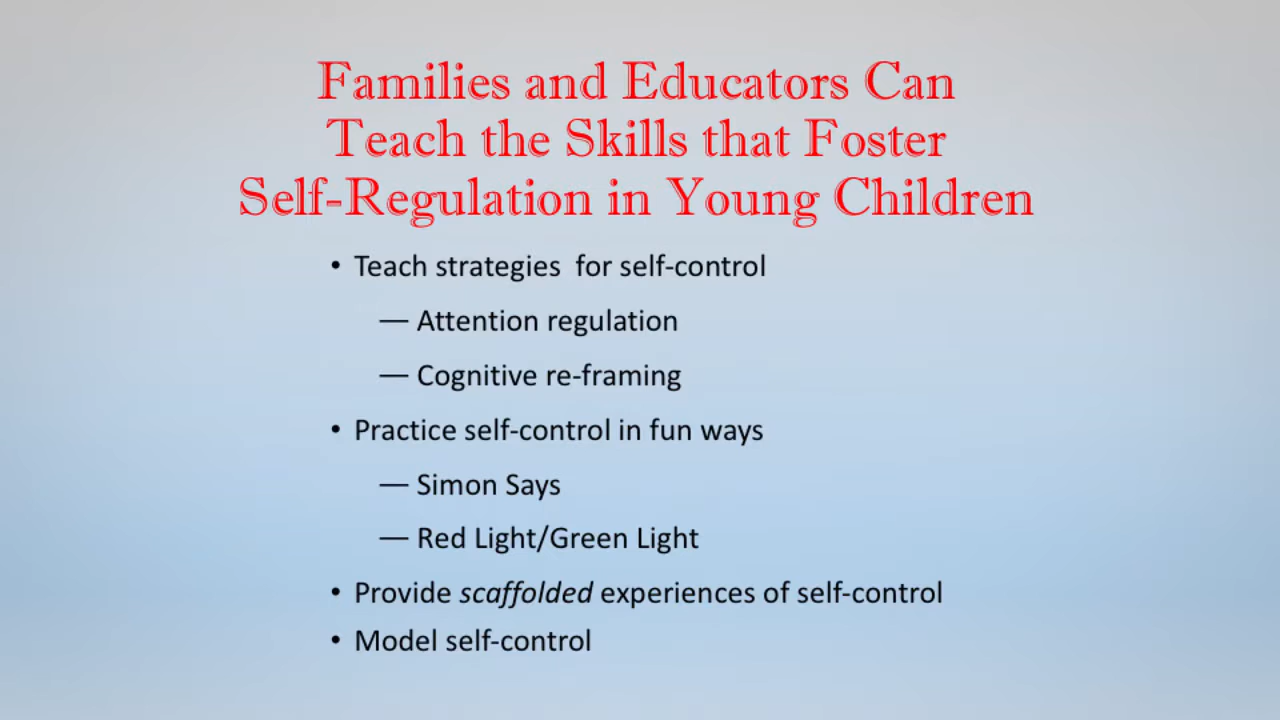 Families and Educators Can
Teach the Skills that Foster
Self-Regulation in Young Children
• Teach strategies  for self-control
— Attention regulation
— Cognitive re-framing
• Practice self-control in fun ways
— Simon Says
— Red Light/Green Light
• Provide scaffolded experiences of self-control
• Model self-control